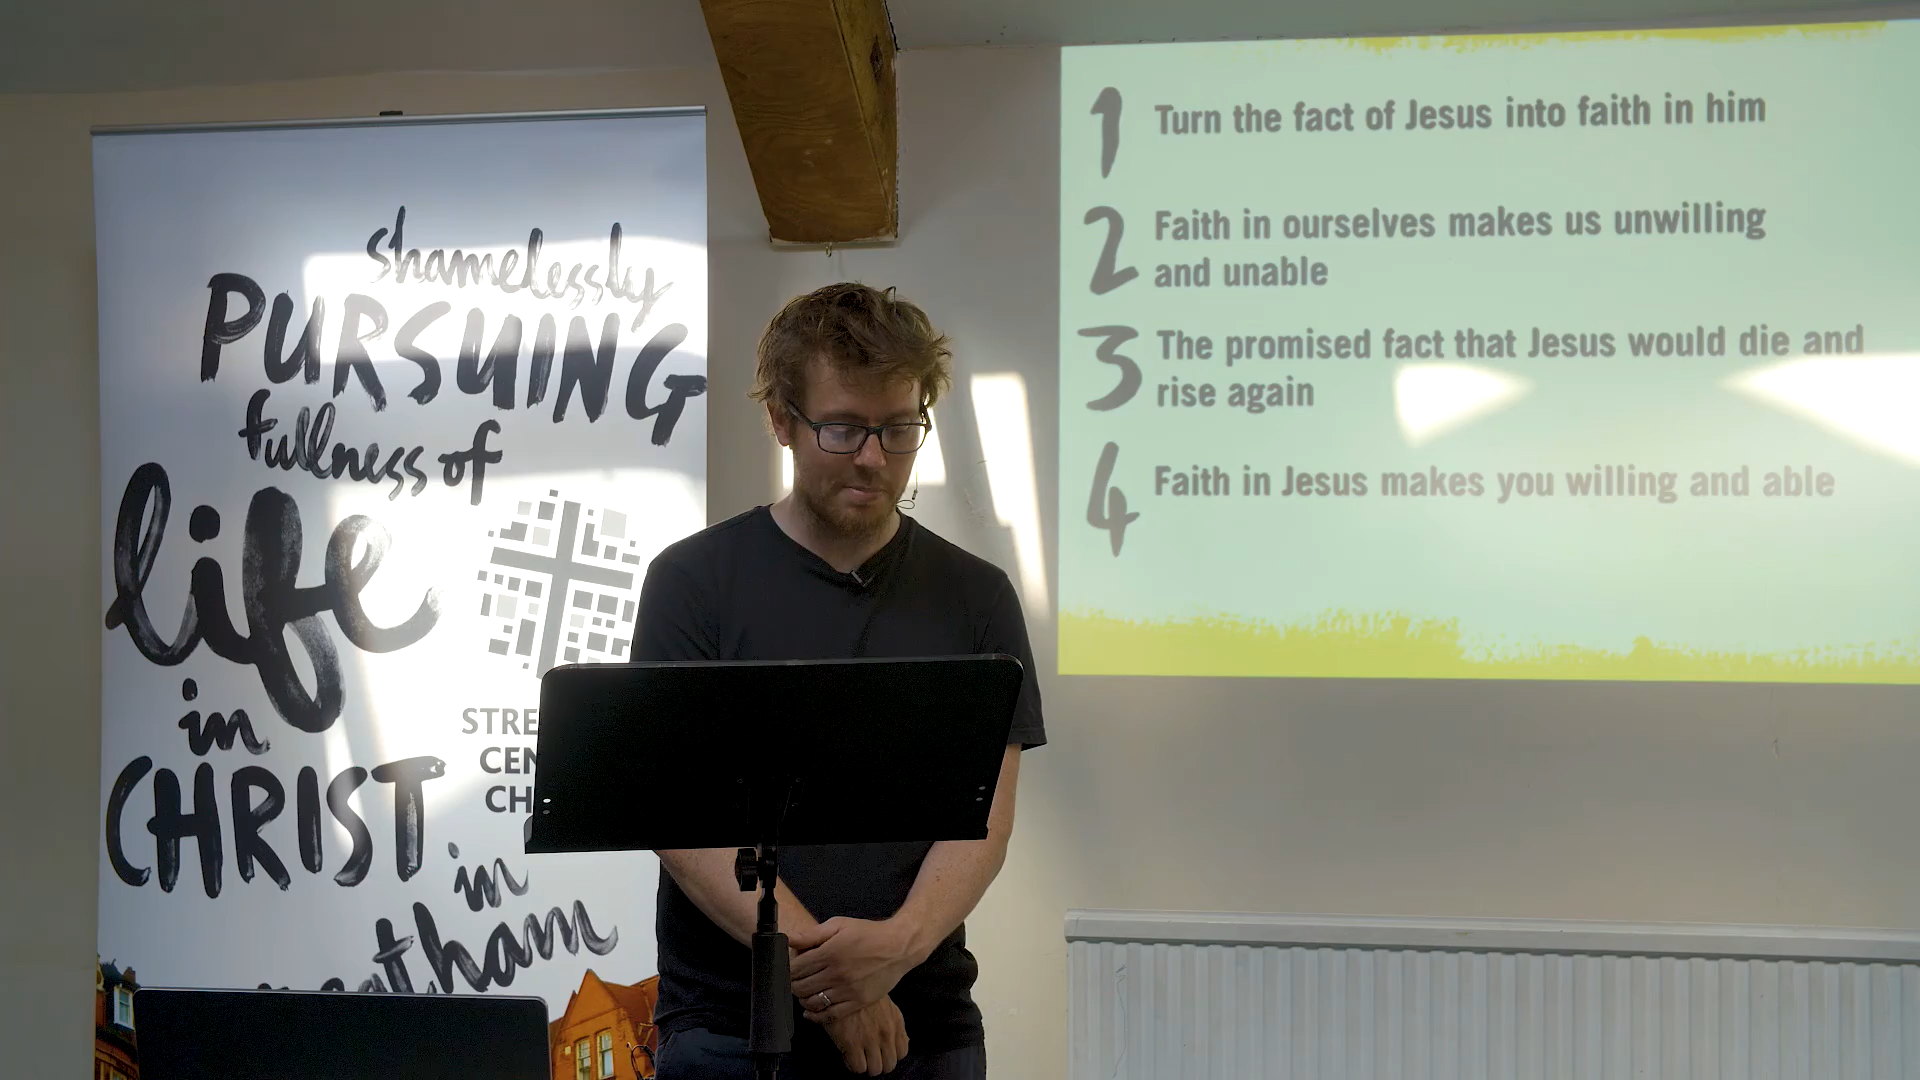 shamelessly
PURSUING
fullness of
life
in
CHRIST
in
STRE
CEN
CH
1 Turn the fact of Jesus into faith in him
2 Faith in ourselves makes us unwilling
and unable
3 The promised fact that Jesus would die and
rise again
4 Faith in Jesus makes you willing and able